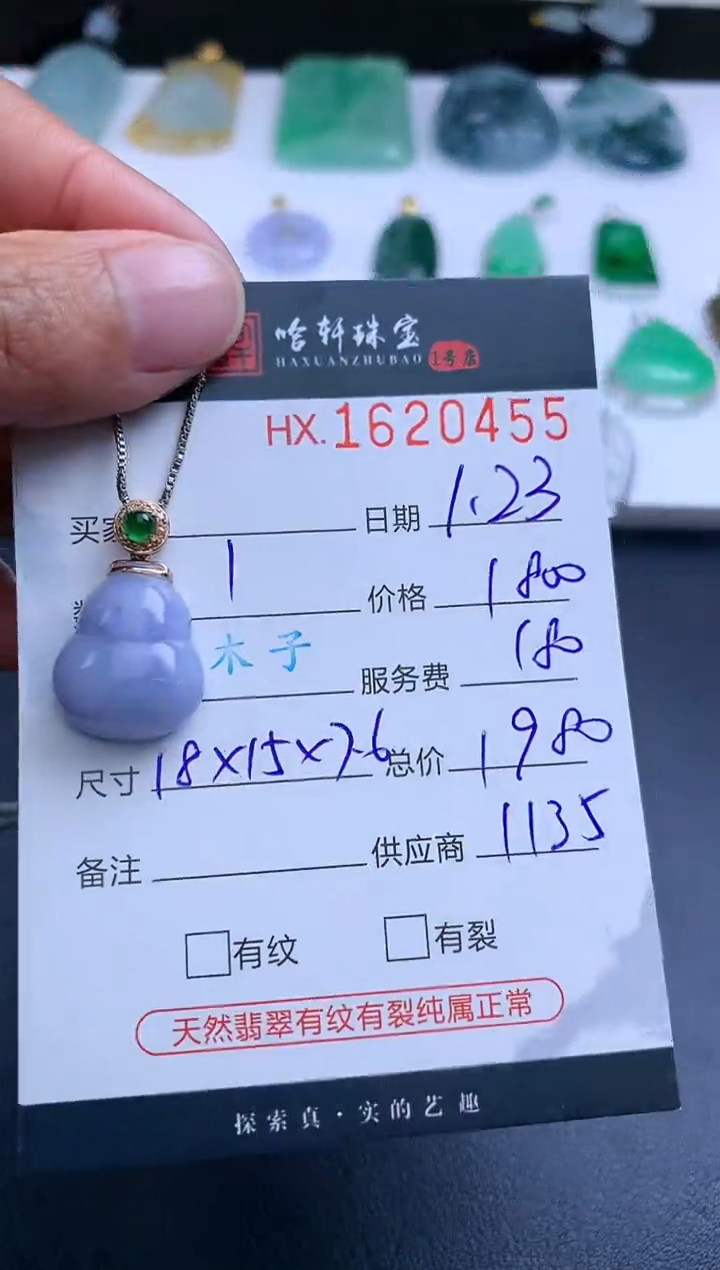 哈轩珠宝
HAXUANZHUBAO 1号店
HX.1620455
买家 日期 1.23
1 价格 1800
木子 服务费 180
尺寸 18×15×7.6 总价 1980
备注 供应商 1135
有纹 有裂
天然翡翠有纹有裂纯属正常
探索真·实的艺趣